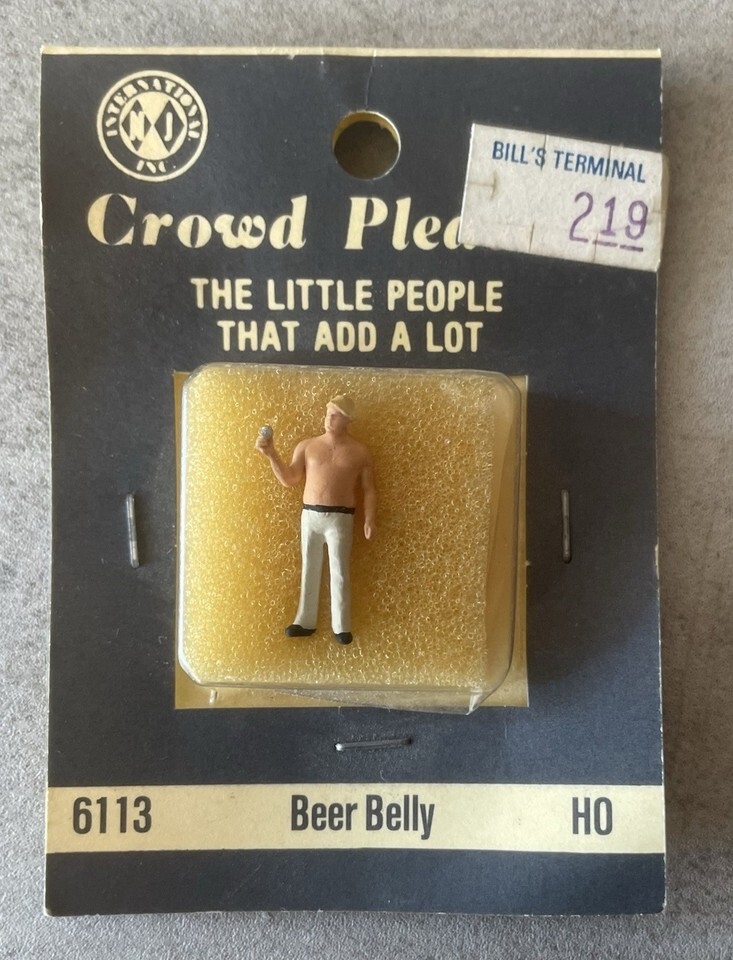 INTERNATIONAL
NJ
INC.
BILL'S TERMINAL
219
Crowd Plea
THE LITTLE PEOPLE
THAT ADD A LOT
6113 Beer Belly HO